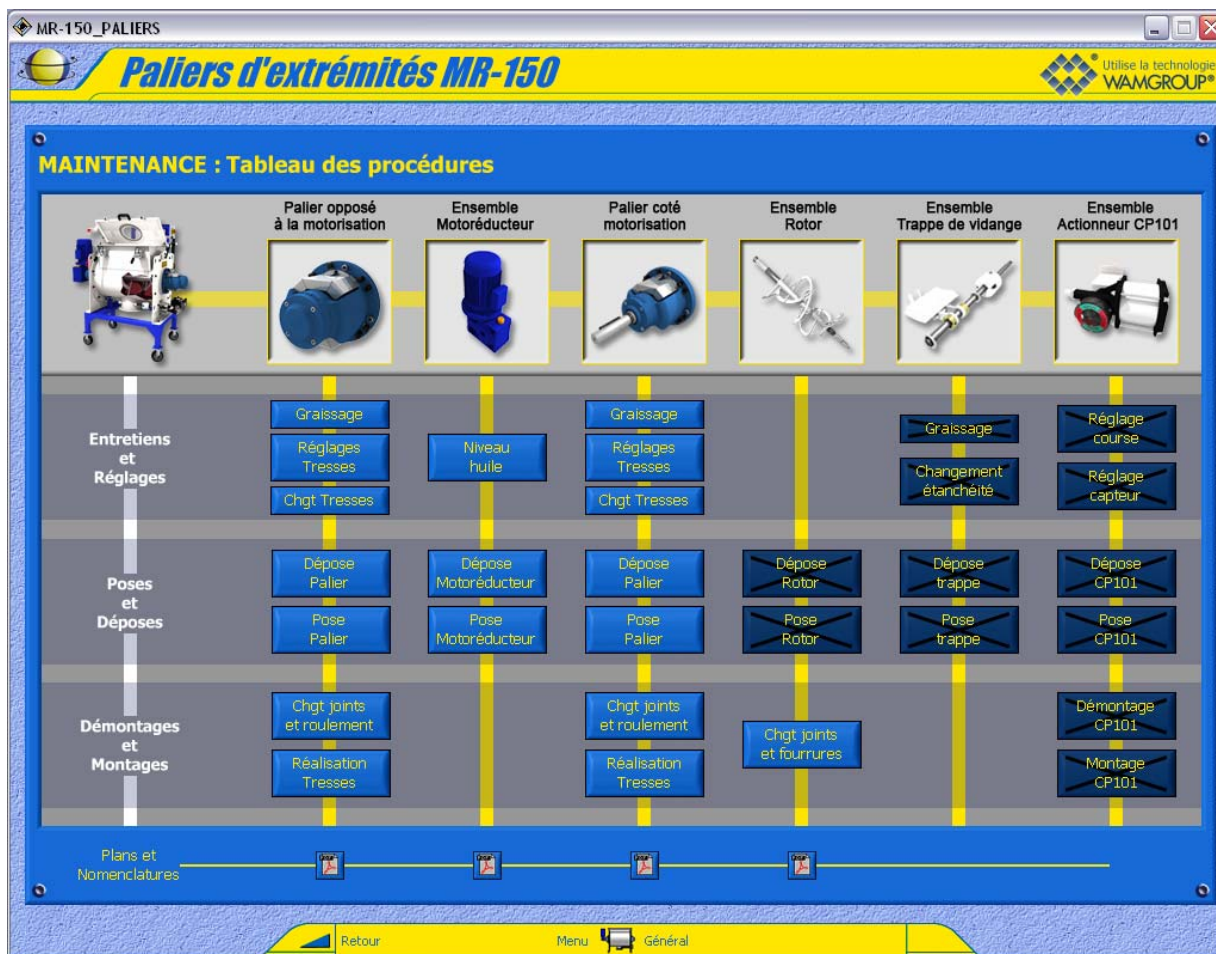 MR-150_PALIERS
Paliers d'extrémités MR-150
Utilise la technologie
WAMGROUP®
MAINTENANCE : Tableau des procédures
Palier opposé
à la motorisation
Ensemble
Motoréducteur
Palier coté
motorisation
Ensemble
Rotor
Ensemble
Trappe de vidange
Ensemble
Actionneur CP101
Entretiens
et
Réglages
Graissage
Réglages
Tresses
Chgt Tresses
Niveau
huile
Graissage
Réglages
Tresses
Chgt Tresses
Graissage
Changement
étanchéité
Réglage
course
Réglage
capteur
Poses
et
Déposes
Dépose
Palier
Pose
Palier
Dépose
Motoréducteur
Pose
Motoréducteur
Dépose
Palier
Pose
Palier
Dépose
Rotor
Pose
Rotor
Dépose
trappe
Pose
trappe
Dépose
CP101
Pose
CP101
Démontages
et
Montages
Chgt joints
et roulement
Réalisation
Tresses
Chgt joints
et roulement
Réalisation
Tresses
Chgt joints
et fourrures
Démontage
CP101
Montage
CP101
Plans et
Nomenclatures
Retour
Menu Général